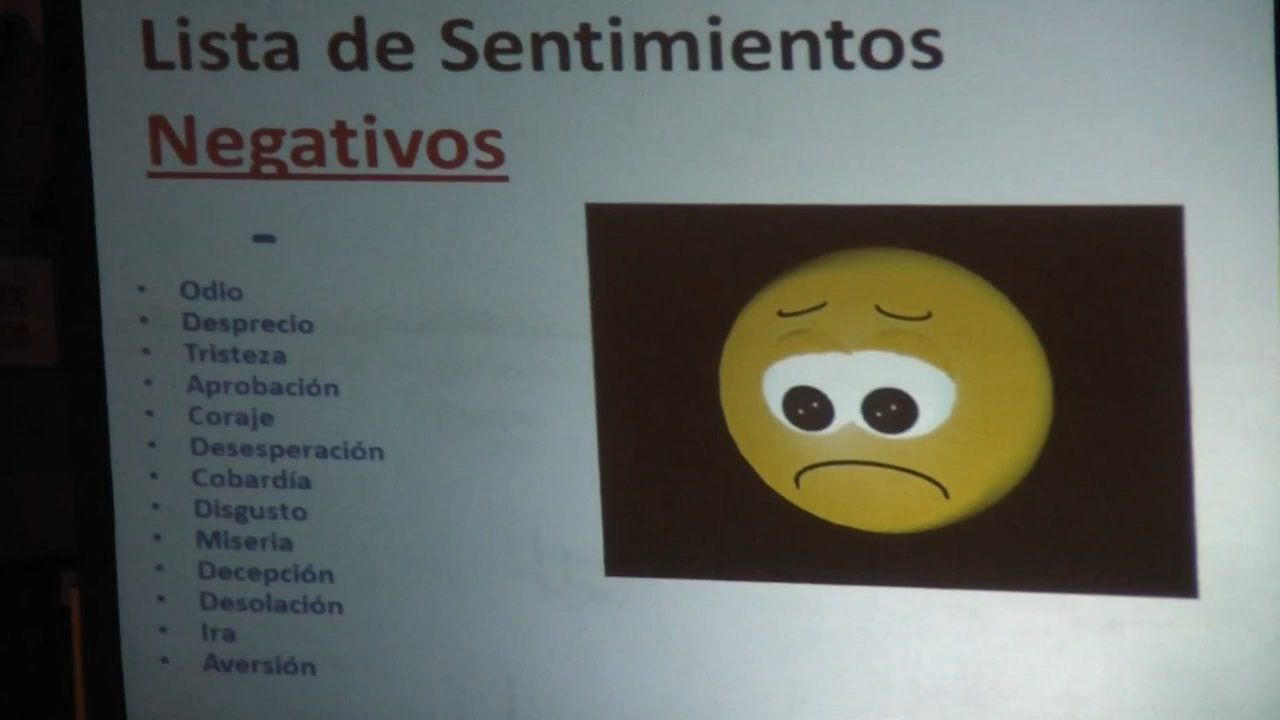 Lista de Sentimientos
Negativos
-
• Odio
• Desprecio
• Tristeza
• Aprobación
• Coraje
• Desesperación
• Cobardía
• Disgusto
• Miseria
• Decepción
• Desolación
• Ira
• Aversión